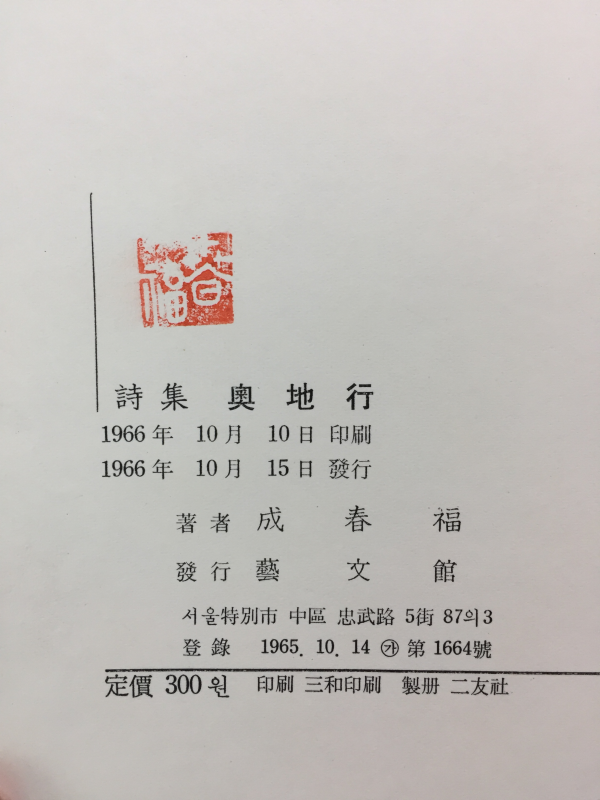 春
福
詩集 奧地行
1966年 10月 10日 印刷
1966年 10月 15日 發行
著者 成春福
發行 藝文館
서울特別市 中區 忠武路 5街 87의3
登錄 1965. 10. 14 ㉮ 第 1664號
定價 300원 印刷 三和印刷 製册 二友社